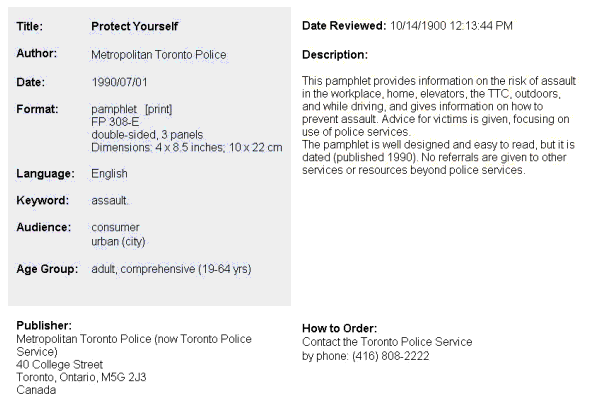 Title: Protect Yourself
Author: Metropolitan Toronto Police
Date: 1990/07/01
Format: pamphlet [print]
FP 308-E
double-sided, 3 panels
Dimensions: 4 x 8.5 inches; 10 x 22 cm
Language: English
Keyword: assault.
Audience: consumer
urban (city)
Age Group: adult, comprehensive (19-64 yrs)
Date Reviewed: 10/14/1900 12:13:44 PM
Description:
This pamphlet provides information on the risk of assault
in the workplace, home, elevators, the TTC, outdoors,
and while driving, and gives information on how to
prevent assault. Advice for victims is given, focusing on
use of police services.
The pamphlet is well designed and easy to read, but it is
dated (published 1990). No referrals are given to other
services or resources beyond police services.
Publisher:
Metropolitan Toronto Police (now Toronto Police
Service)
40 College Street
Toronto, Ontario, M5G 2J3
Canada
How to Order:
Contact the Toronto Police Service
by phone: (416) 808-2222